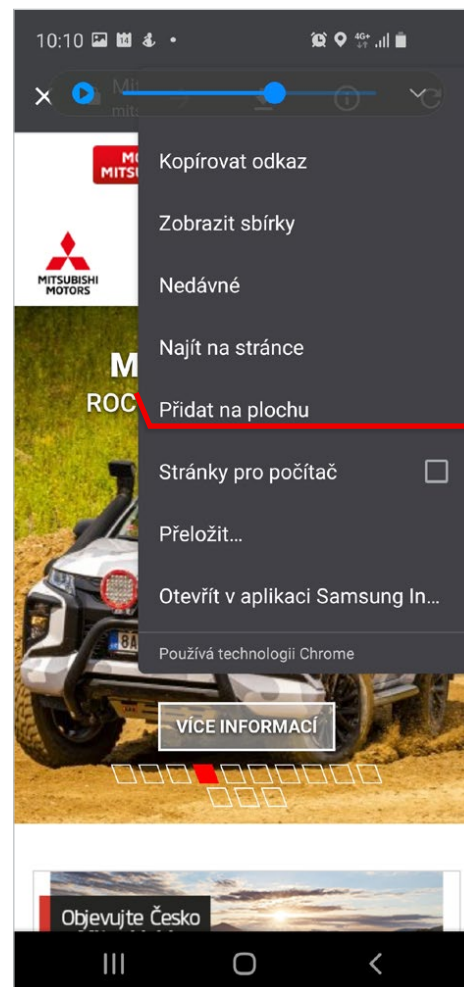 10:10
4G+
Kopírovat odkaz
MITSUBISHI
MOTORS
Zobrazit sbírky
Nedávné
Najít na stránce
Přidat na plochu
Stránky pro počítač
Přeložit…
Otevřít v aplikaci Samsung In…
Používá technologii Chrome
VÍCE INFORMACÍ
Objevujte Česko